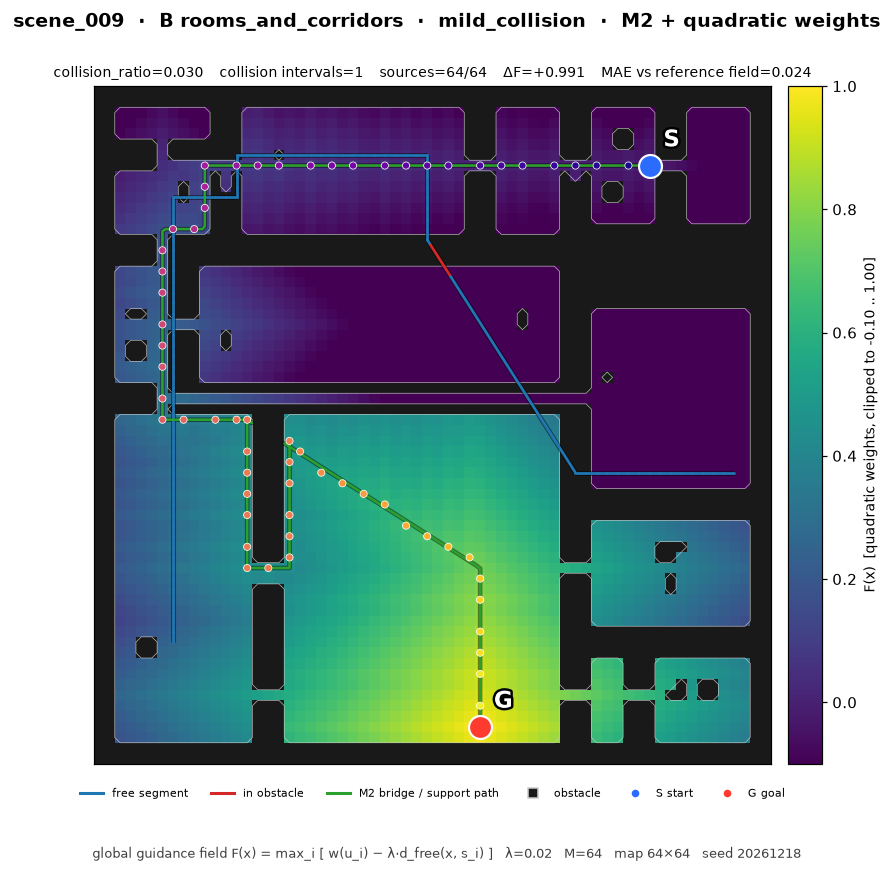 scene_009 · B rooms_and_corridors · mild_collision · M2 + quadratic weights
collision_ratio=0.030 collision intervals=1 sources=64/64 ΔF=+0.991 MAE vs reference field=0.024
S
G
1.0
0.8
0.6
0.4
0.2
0.0
F(x) [quadratic weights, clipped to -0.10 .. 1.00]
free segment in obstacle M2 bridge / support path obstacle S start G goal
global guidance field F(x) = max_i [ w(u_i) − λ·d_free(x, s_i) ] λ=0.02 M=64 map 64×64 seed 20261218